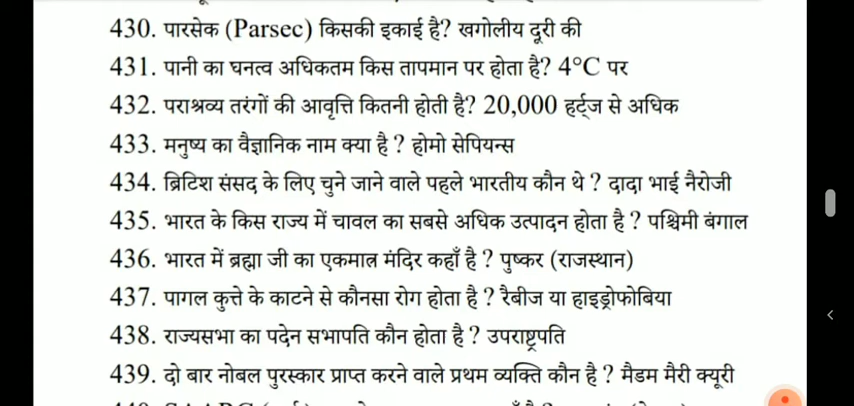 430. पारसेक (Parsec) किसकी इकाई है? खगोलीय दूरी की
431. पानी का घनत्व अधिकतम किस तापमान पर होता है? 4°C पर
432. पराश्रव्य तरंगों की आवृत्ति कितनी होती है? 20,000 हर्ट्ज से अधिक
433. मनुष्य का वैज्ञानिक नाम क्या है ? होमो सेपियन्स
434. ब्रिटिश संसद के लिए चुने जाने वाले पहले भारतीय कौन थे ? दादा भाई नैरोजी
435. भारत के किस राज्य में चावल का सबसे अधिक उत्पादन होता है ? पश्चिमी बंगाल
436. भारत में ब्रह्मा जी का एकमात्र मंदिर कहाँ है ? पुष्कर (राजस्थान)
437. पागल कुत्ते के काटने से कौनसा रोग होता है ? रैबीज या हाइड्रोफोबिया
438. राज्यसभा का पदेन सभापति कौन होता है ? उपराष्ट्रपति
439. दो बार नोबल पुरस्कार प्राप्त करने वाले प्रथम व्यक्ति कौन है ? मैडम मैरी क्यूरी